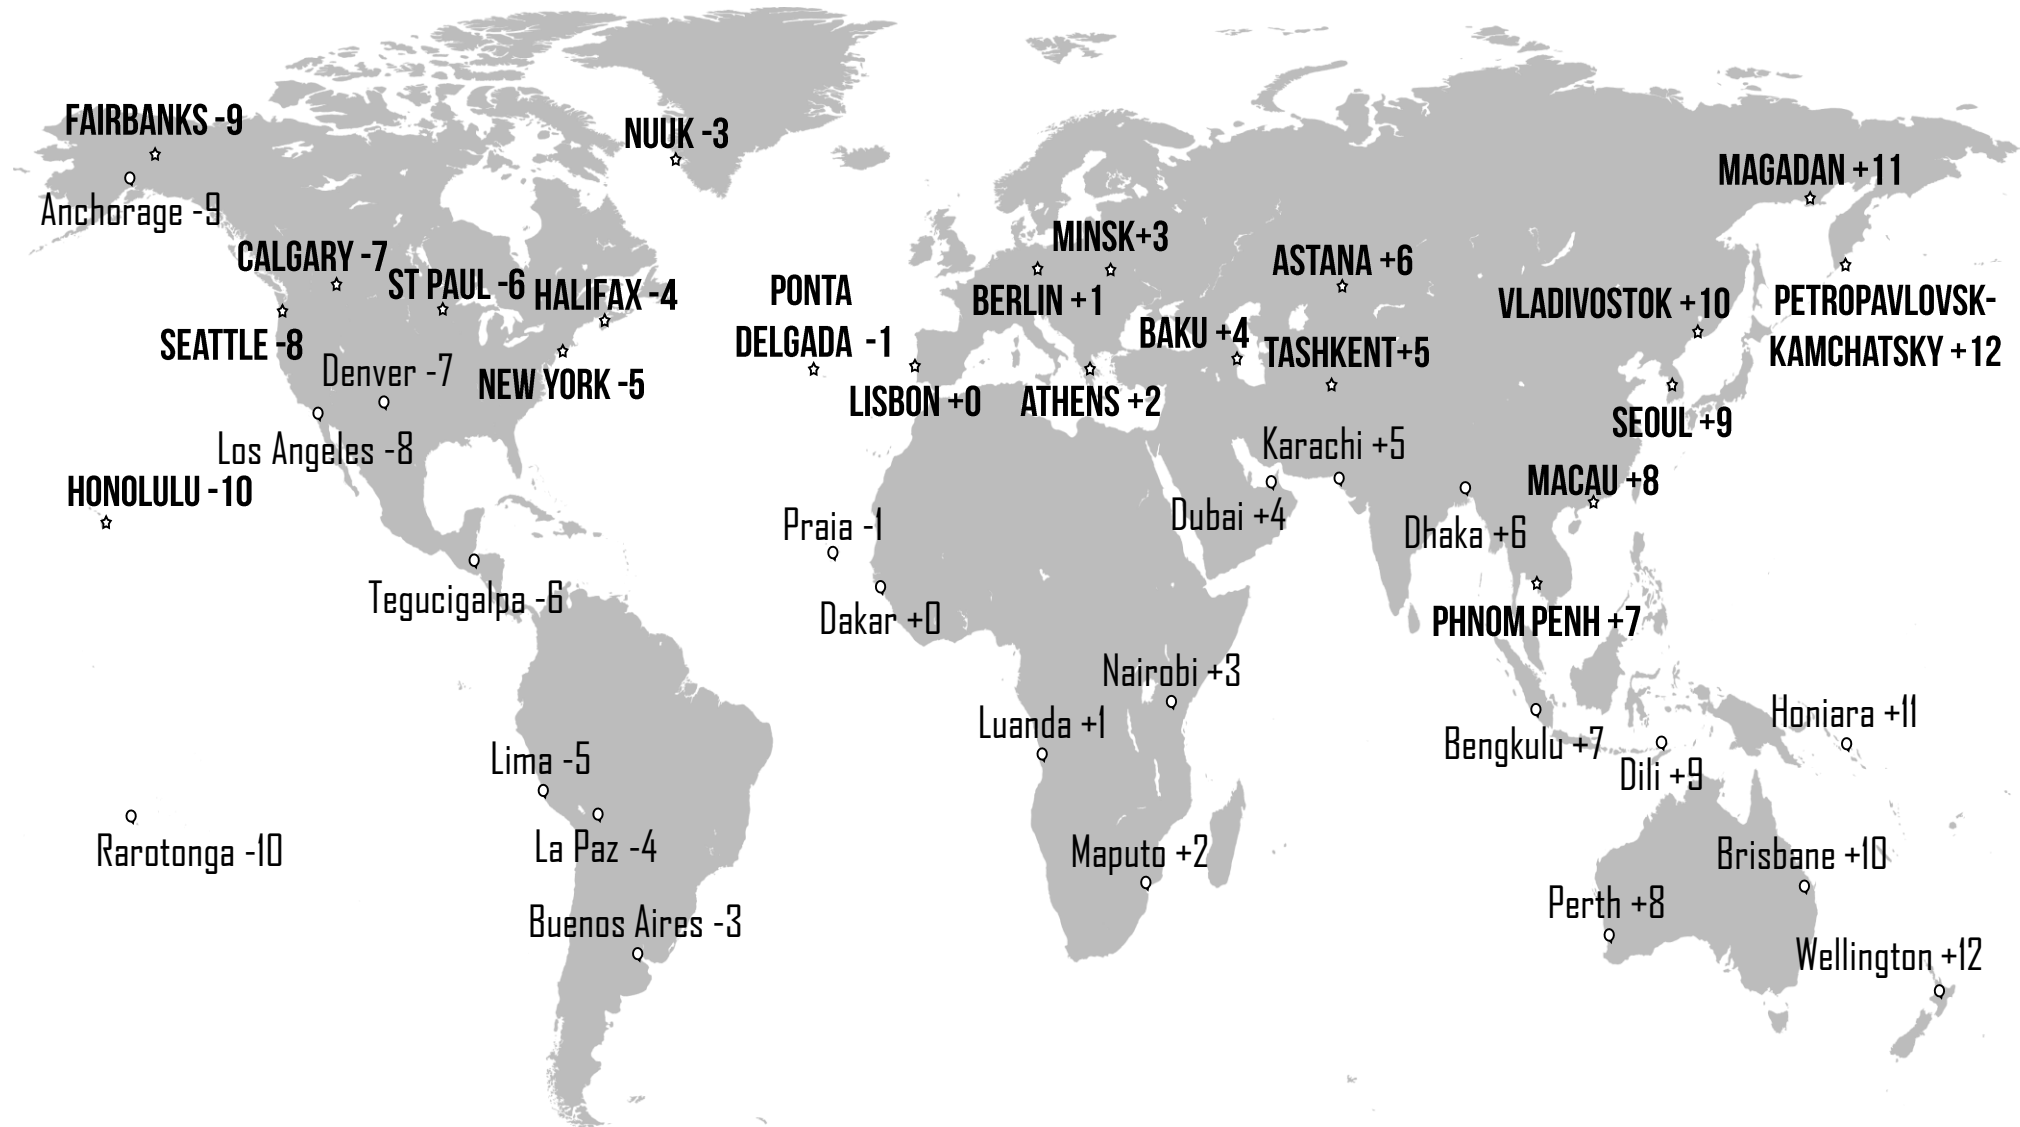 FAIRBANKS -9
NUUK -3
MAGADAN +11
Anchorage -9
MINSK+3
CALGARY -7
ST PAUL -6
HALIFAX -4
ASTANA +6
PONTA
DELGADA -1
BERLIN +1
VLADIVOSTOK +10
PETROPAVLOVSK-
KAMCHATSKY +12
SEATTLE -8
BAKU +4
TASHKENT+5
Denver -7
NEW YORK -5
LISBON +0
ATHENS +2
SEOUL +9
Los Angeles -8
Karachi +5
HONOLULU -10
MACAU +8
Praia -1
Dubai +4
Dhaka +6
Tegucigalpa -6
Dakar +0
PHNOM PENH +7
Nairobi +3
Luanda +1
Honiara +11
Lima -5
Bengkulu +7
Dili +9
Rarotonga -10
La Paz -4
Maputo +2
Brisbane +10
Perth +8
Buenos Aires -3
Wellington +12